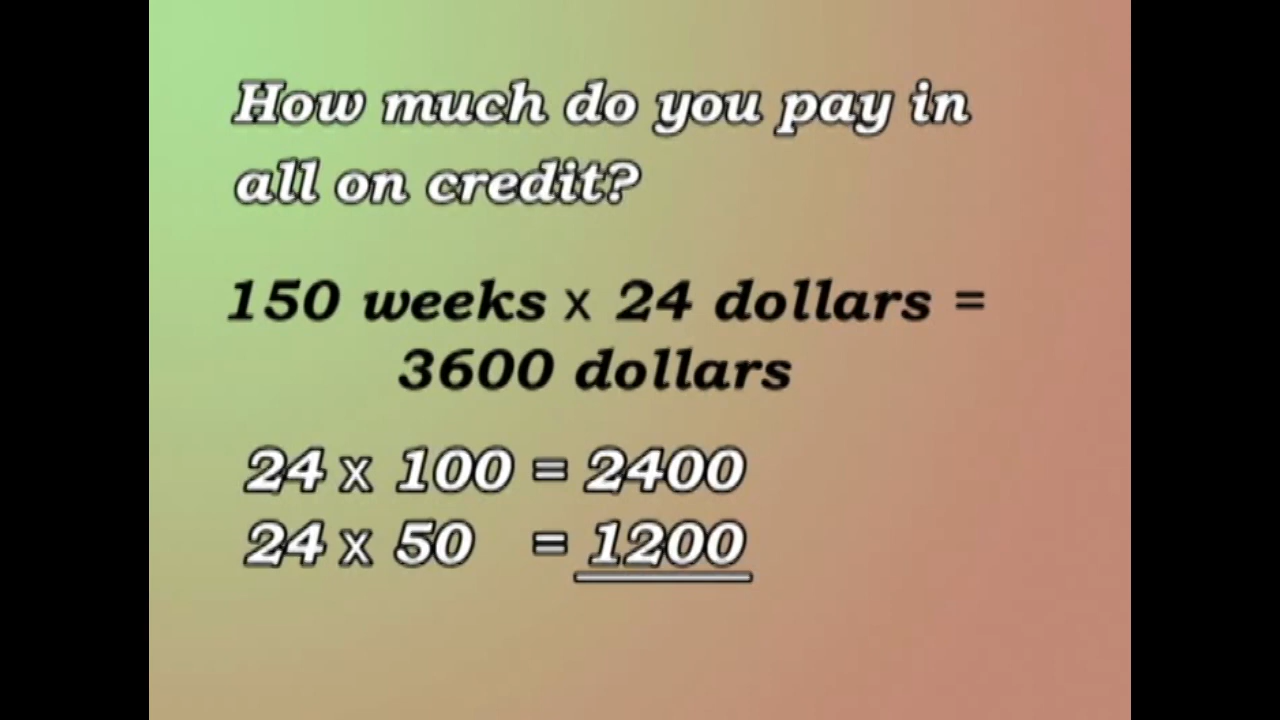 How much do you pay in
all on credit?
150 weeks x 24 dollars =
3600 dollars
24 x 100 = 2400
24 x 50 = 1200